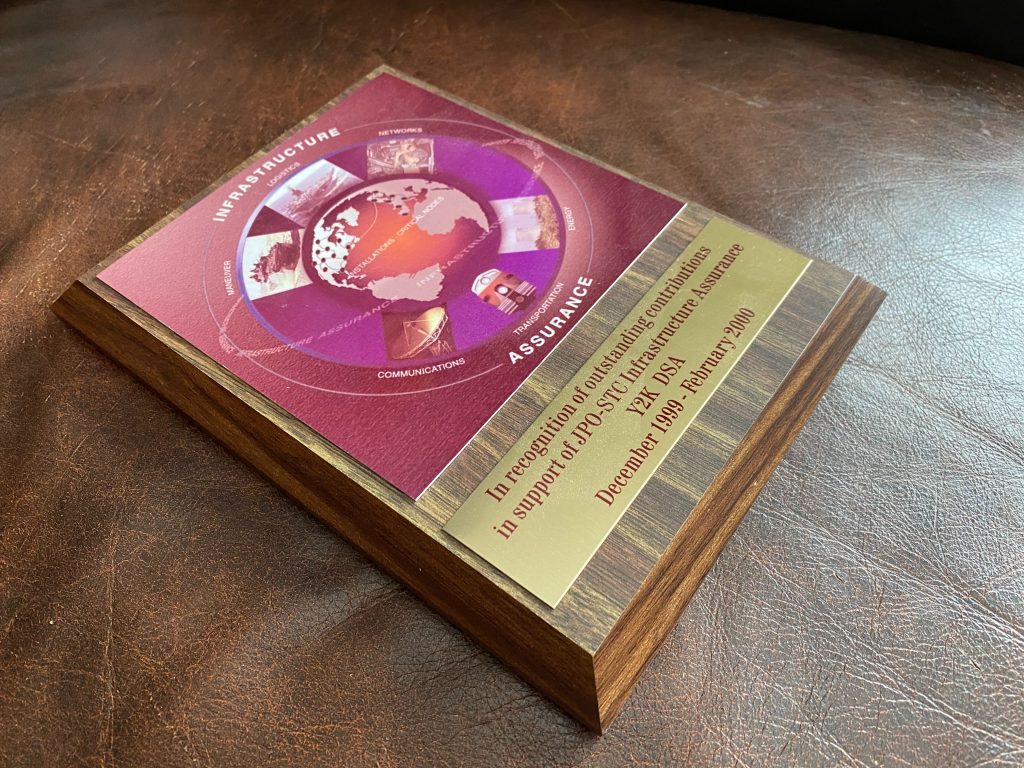 INFRASTRUCTURE
NETWORKS
LOGISTICS
MANEUVER
ENERGY
INSTALLATIONS CRITICAL NODES
TRANSPORTATION
COMMUNICATIONS
ASSURANCE
In recognition of outstanding contributions
in support of JPO-STC Infrastructure Assurance
Y2K DSA
December 1999 - February 2000